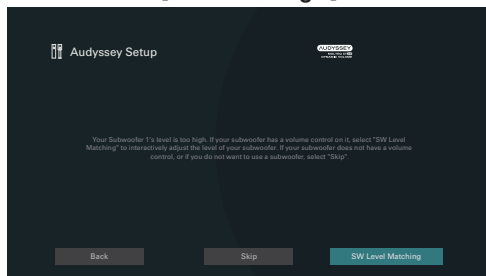 Audyssey Setup
AUDYSSEY
Your Subwoofer 1's level is too high. If your subwoofer has a volume control on it, select "SW Level
Matching" to interactively adjust the level of your subwoofer. If your subwoofer does not have a volume
control, or if you do not want to use a subwoofer, select "Skip".
Back
Skip
SW Level Matching